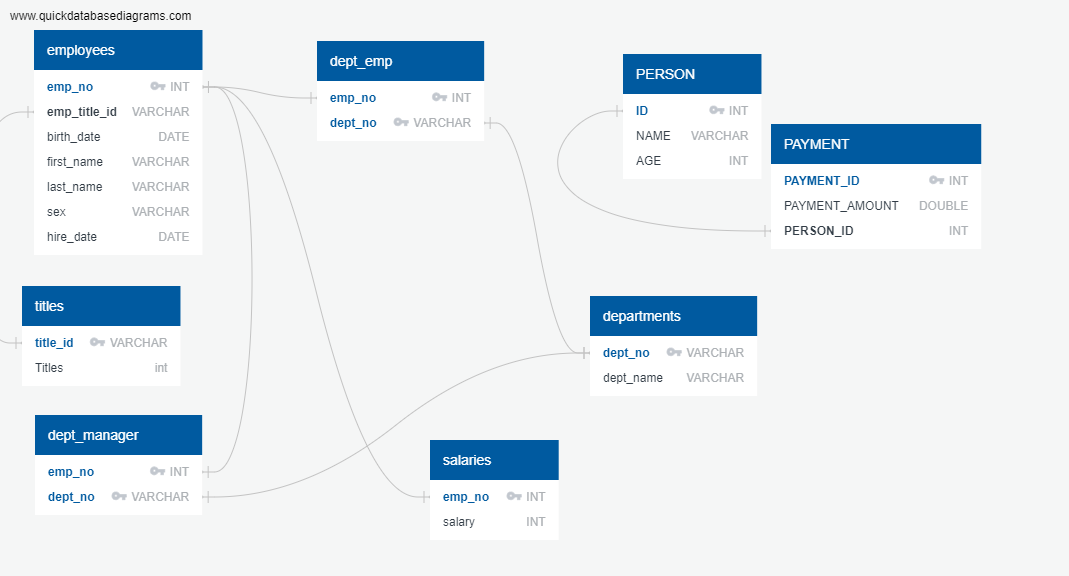 www.quickdatabasediagrams.com
employees
emp_no INT
emp_title_id VARCHAR
birth_date DATE
first_name VARCHAR
last_name VARCHAR
sex VARCHAR
hire_date DATE
dept_emp
emp_no INT
dept_no VARCHAR
PERSON
ID INT
NAME VARCHAR
AGE INT
PAYMENT
PAYMENT_ID INT
PAYMENT_AMOUNT DOUBLE
PERSON_ID INT
titles
title_id VARCHAR
Titles int
departments
dept_no VARCHAR
dept_name VARCHAR
dept_manager
emp_no INT
dept_no VARCHAR
salaries
emp_no INT
salary INT